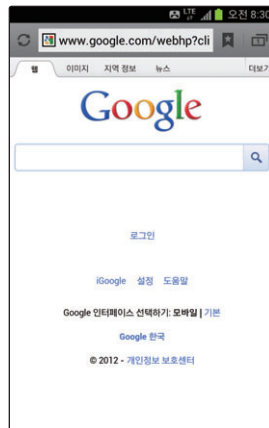 LTE 오전 8:30
www.google.com/webhp?cli
웹 이미지 지역 정보 뉴스 더보기
Google
로그인
iGoogle 설정 도움말
Google 인터페이스 선택하기: 모바일 | 기본
Google 한국
© 2012 - 개인정보 보호센터